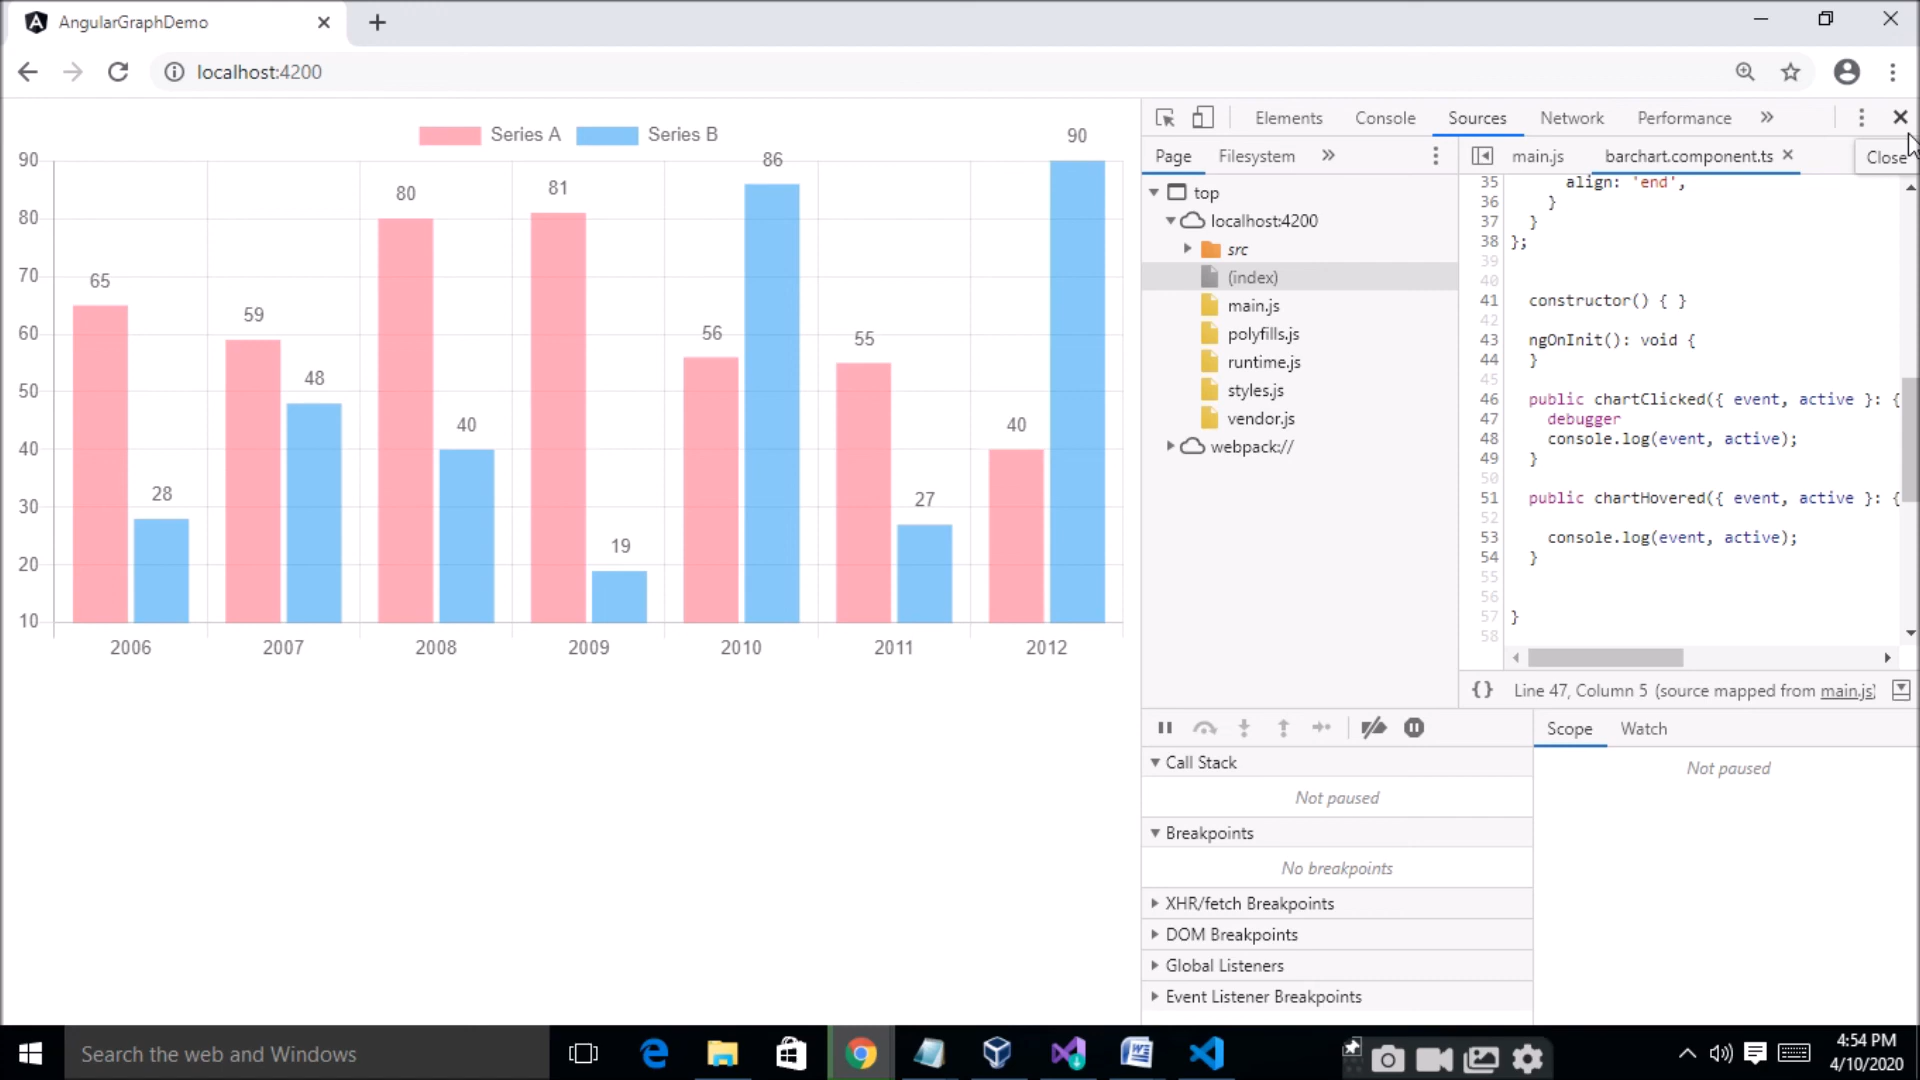 AngularGraphDemo
localhost:4200
Series A Series B
90
80
70
60
50
40
30
20
10
65
28
59
48
80
40
81
19
56
86
55
27
40
90
2006 2007 2008 2009 2010 2011 2012
Elements Console Sources Network Performance »
Page Filesystem »
main.js barchart.component.ts
Close
top
localhost:4200
src
(index)
main.js
polyfills.js
runtime.js
styles.js
vendor.js
webpack://
35 align: 'end',
36 }
37 }
38 };
39
40
41 constructor() { }
42
43 ngOnInit(): void {
44 }
45
46 public chartClicked({ event, active }: {
47 debugger
48 console.log(event, active);
49 }
50
51 public chartHovered({ event, active }: {
52
53 console.log(event, active);
54 }
55
56
57 }
58
{} Line 47, Column 5 (source mapped from main.js)
Call Stack
Not paused
Breakpoints
No breakpoints
XHR/fetch Breakpoints
DOM Breakpoints
Global Listeners
Event Listener Breakpoints
Scope Watch
Not paused
Search the web and Windows
4:54 PM
4/10/2020